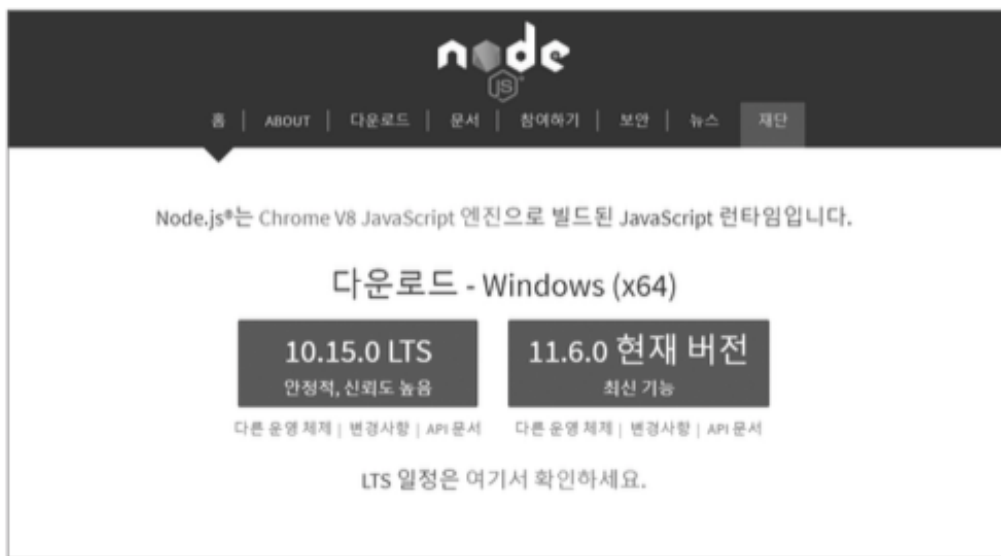 node
JS
홈 | ABOUT | 다운로드 | 문서 | 참여하기 | 보안 | 뉴스 재단
Node.js®는 Chrome V8 JavaScript 엔진으로 빌드된 JavaScript 런타임입니다.
다운로드 - Windows (x64)
10.15.0 LTS
안정적, 신뢰도 높음
다른 운영 체제 | 변경사항 | API 문서
11.6.0 현재 버전
최신 기능
다른 운영 체제 | 변경사항 | API 문서
LTS 일정은 여기서 확인하세요.